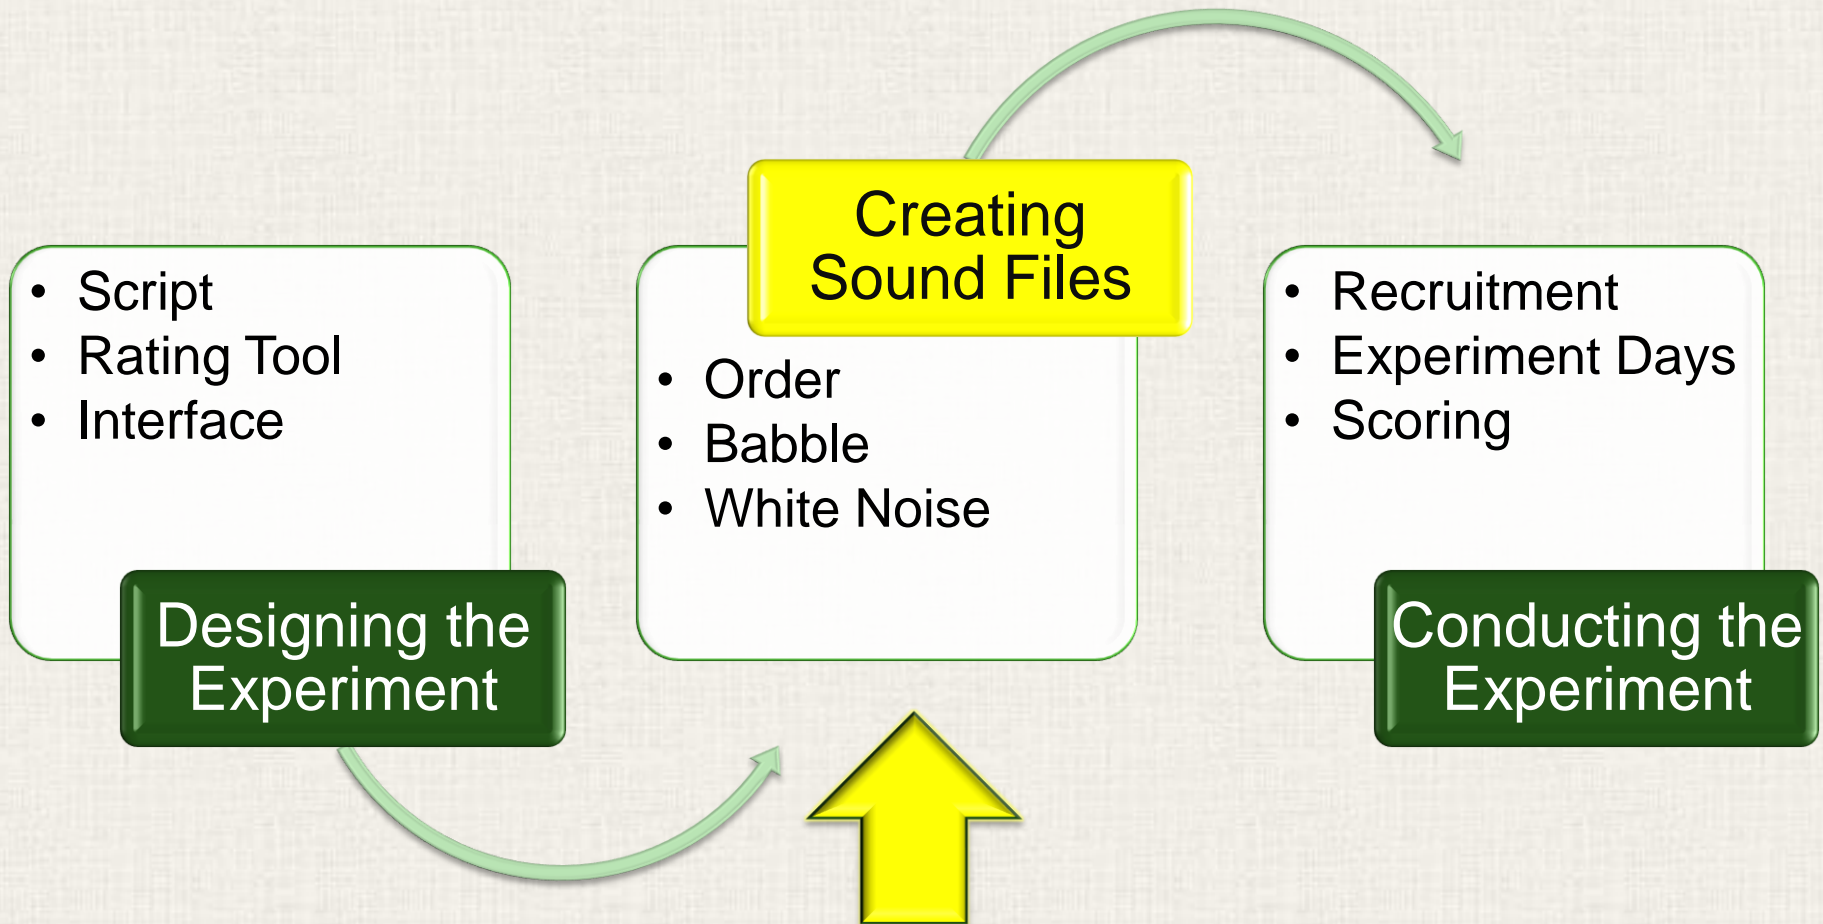 • Script
• Rating Tool
• Interface
Designing the
Experiment
Creating
Sound Files
• Order
• Babble
• White Noise
• Recruitment
• Experiment Days
• Scoring
Conducting the
Experiment